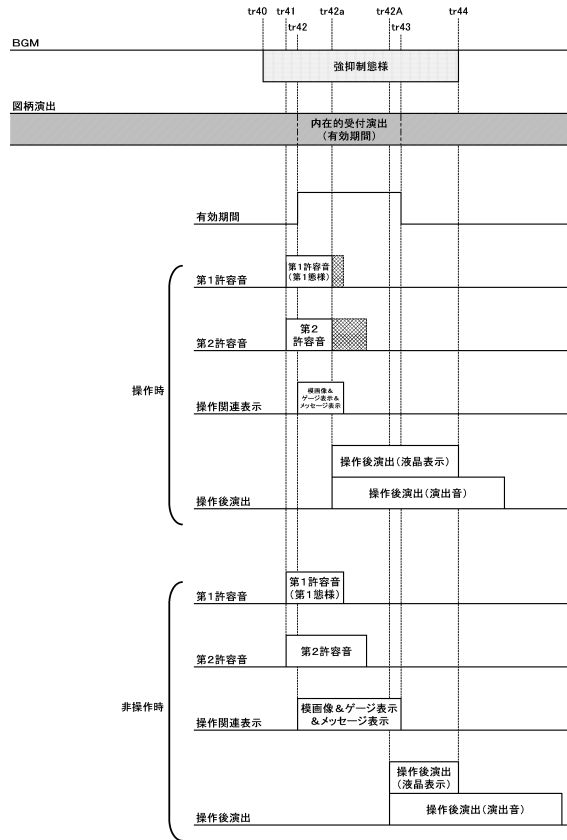 tr40 tr41 tr42a tr42A tr44
tr42 tr43
BGM
強抑制態様
図柄演出
内在的受付演出
(有効期間)
有効期間
操作時
第1許容音
第1許容音
(第1態様)
第2許容音
第2
許容音
操作関連表示
模画像&
ゲージ表示&
メッセージ表示
操作後演出(液晶表示)
操作後演出
操作後演出(演出音)
非操作時
第1許容音
第1許容音
(第1態様)
第2許容音
第2許容音
操作関連表示
模画像&ゲージ表示
&メッセージ表示
操作後演出
(液晶表示)
操作後演出
操作後演出(演出音)